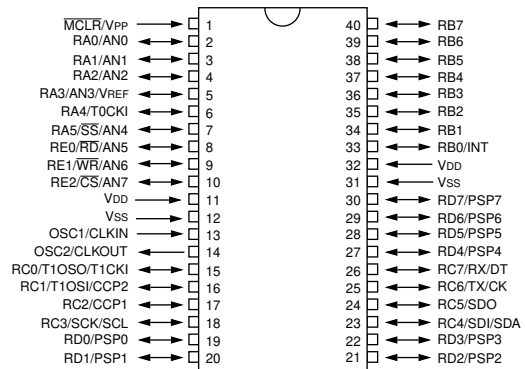 MCLR/VPP 1 40 RB7
RA0/AN0 2 39 RB6
RA1/AN1 3 38 RB5
RA2/AN2 4 37 RB4
RA3/AN3/VREF 5 36 RB3
RA4/T0CKI 6 35 RB2
RA5/SS/AN4 7 34 RB1
RE0/RD/AN5 8 33 RB0/INT
RE1/WR/AN6 9 32 VDD
RE2/CS/AN7 10 31 VSS
VDD 11 30 RD7/PSP7
VSS 12 29 RD6/PSP6
OSC1/CLKIN 13 28 RD5/PSP5
OSC2/CLKOUT 14 27 RD4/PSP4
RC0/T1OSO/T1CKI 15 26 RC7/RX/DT
RC1/T1OSI/CCP2 16 25 RC6/TX/CK
RC2/CCP1 17 24 RC5/SDO
RC3/SCK/SCL 18 23 RC4/SDI/SDA
RD0/PSP0 19 22 RD3/PSP3
RD1/PSP1 20 21 RD2/PSP2